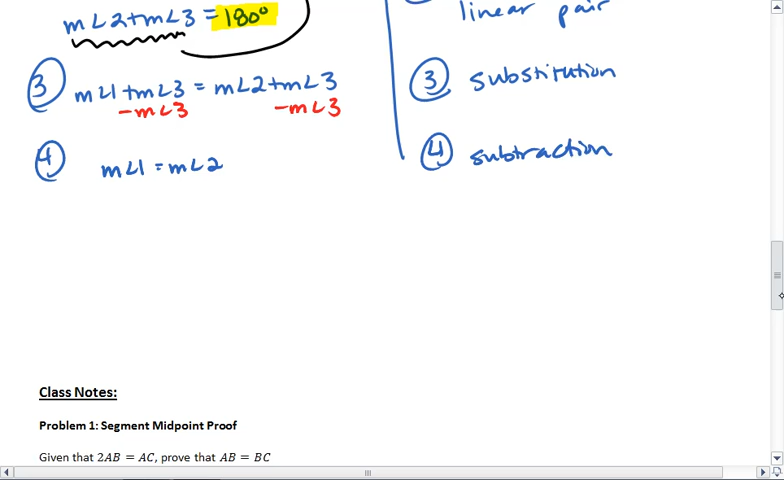 m∠2+m∠3 = 180°
linear pair
③ m∠1+m∠3 = m∠2+m∠3
③ substitution
-m∠3 -m∠3
④ m∠1 = m∠2
④ subtraction
Class Notes:
Problem 1: Segment Midpoint Proof
Given that 2AB = AC, prove that AB = BC